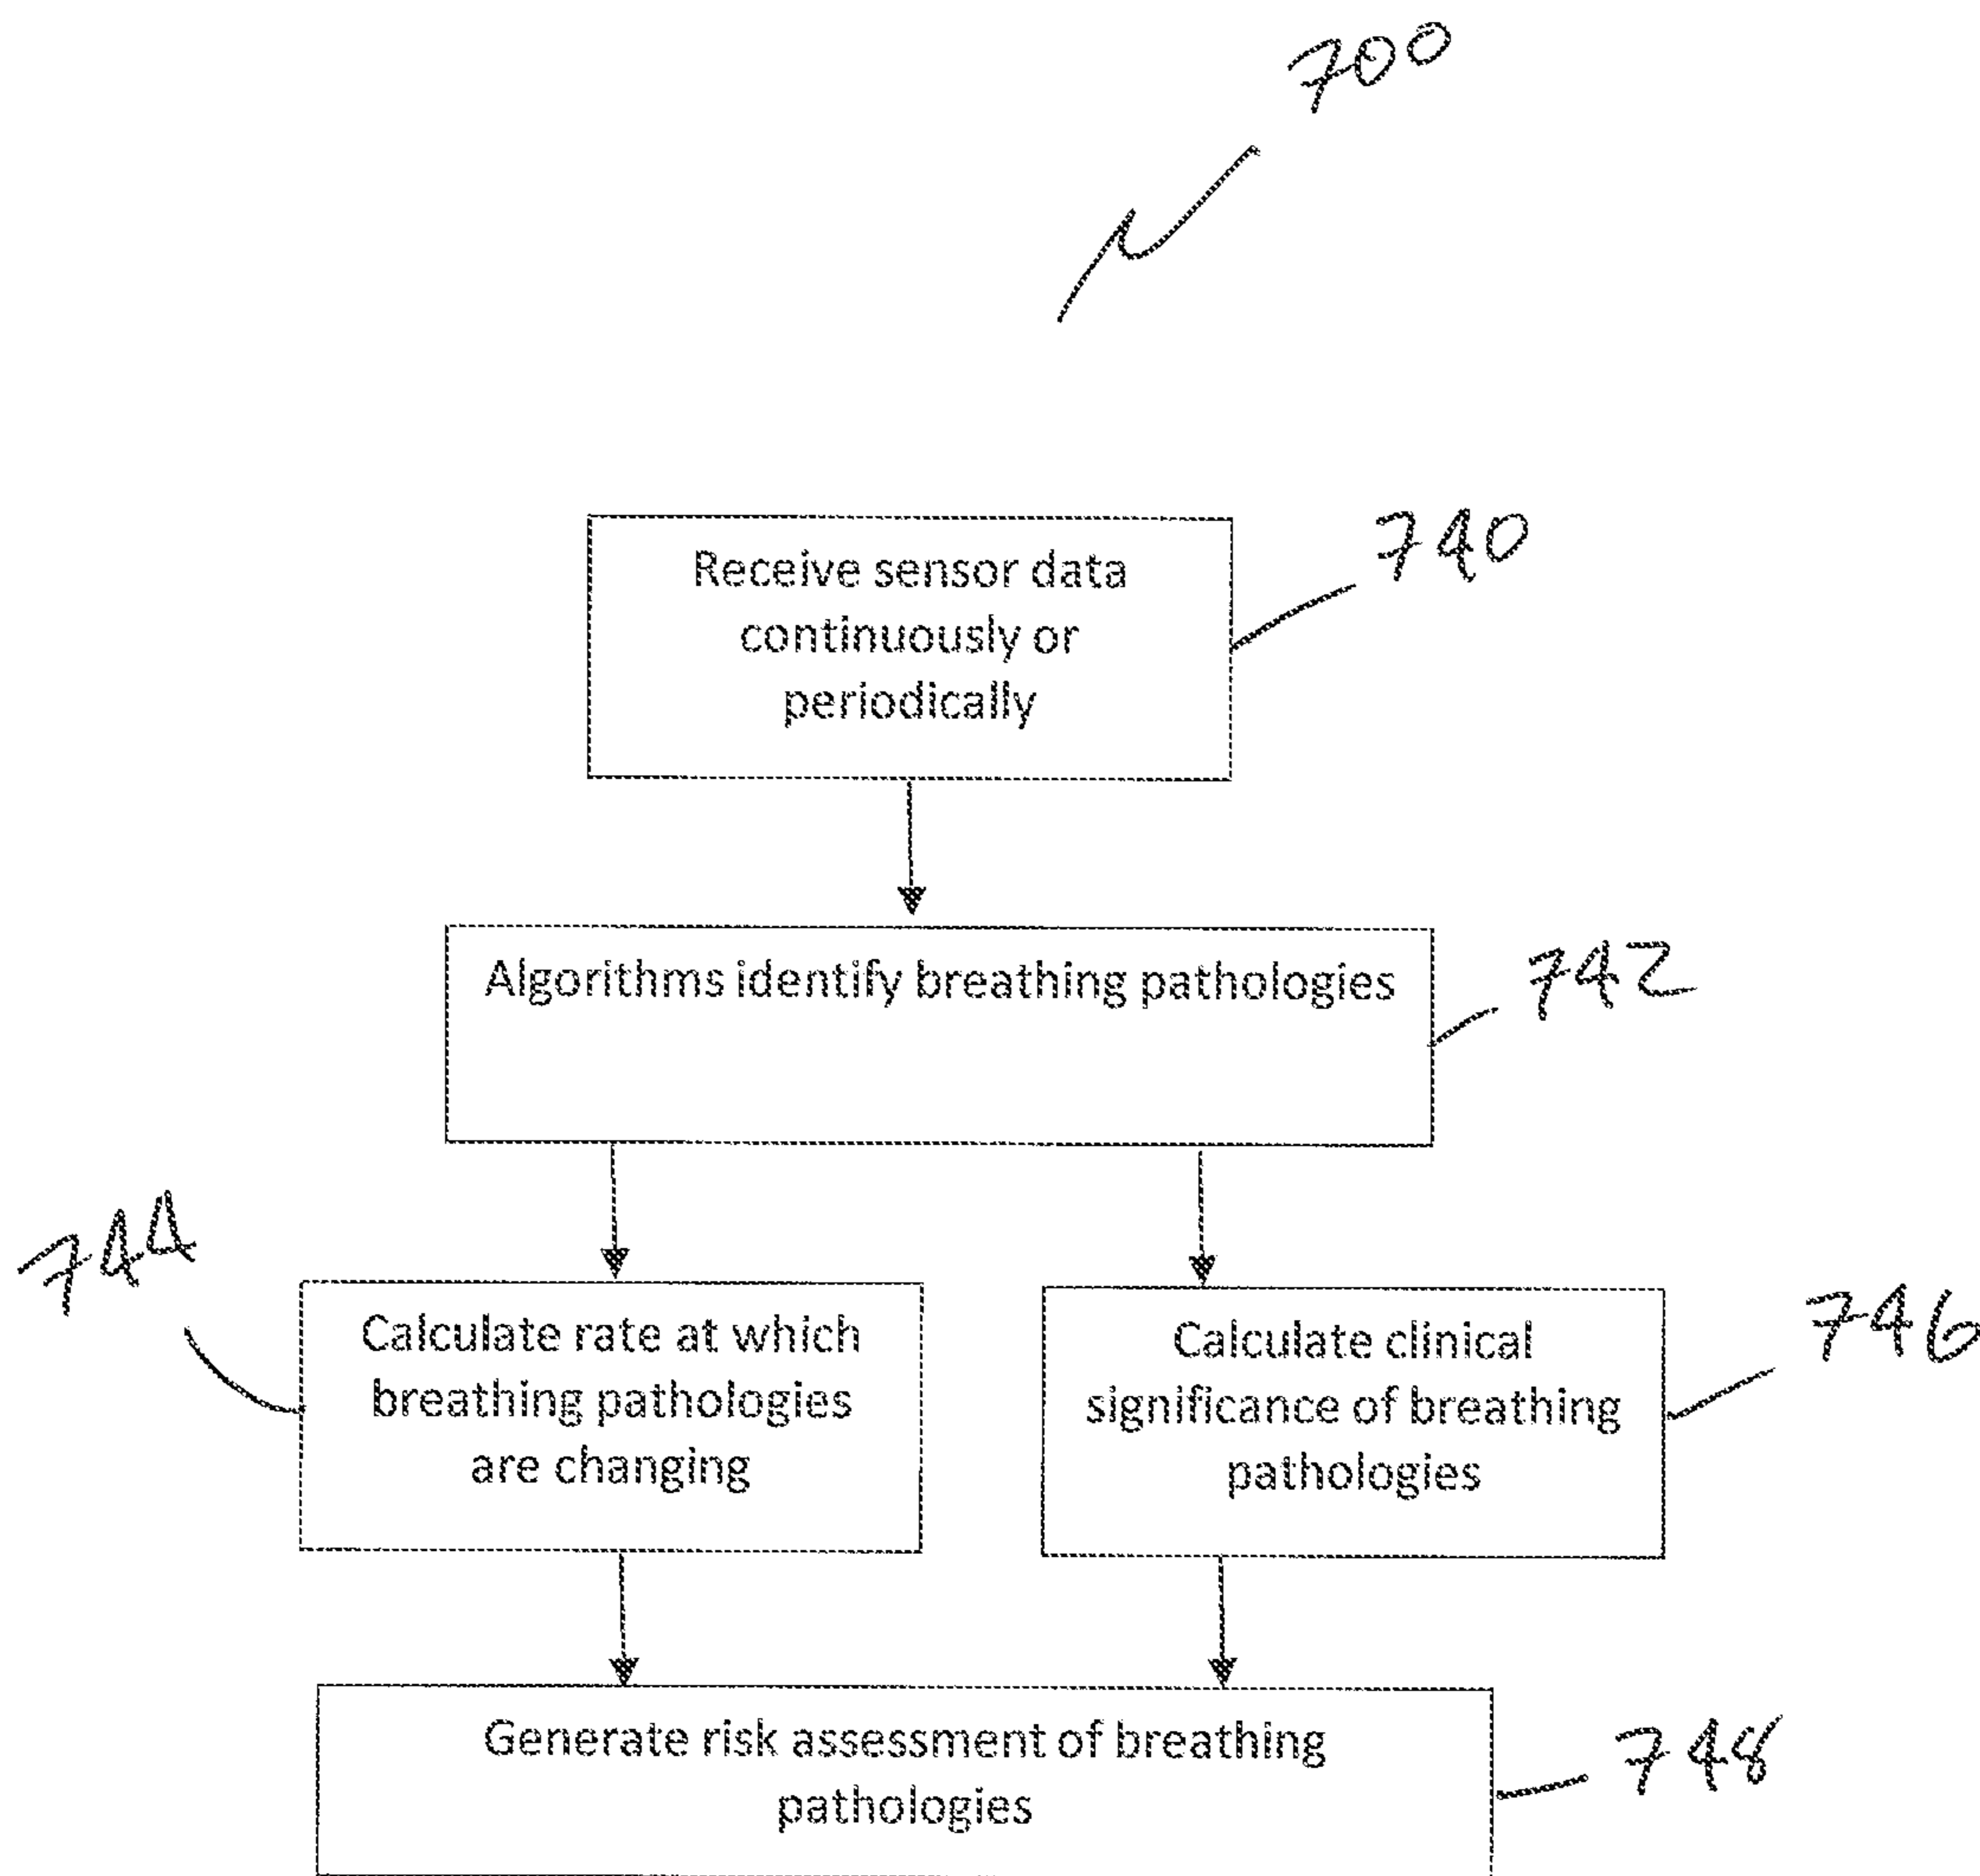 700
Receive sensor data
continuously or
periodically
740
Algorithms identify breathing pathologies
742
744
Calculate rate at which
breathing pathologies
are changing
Calculate clinical
significance of breathing
pathologies
746
Generate risk assessment of breathing
pathologies
748